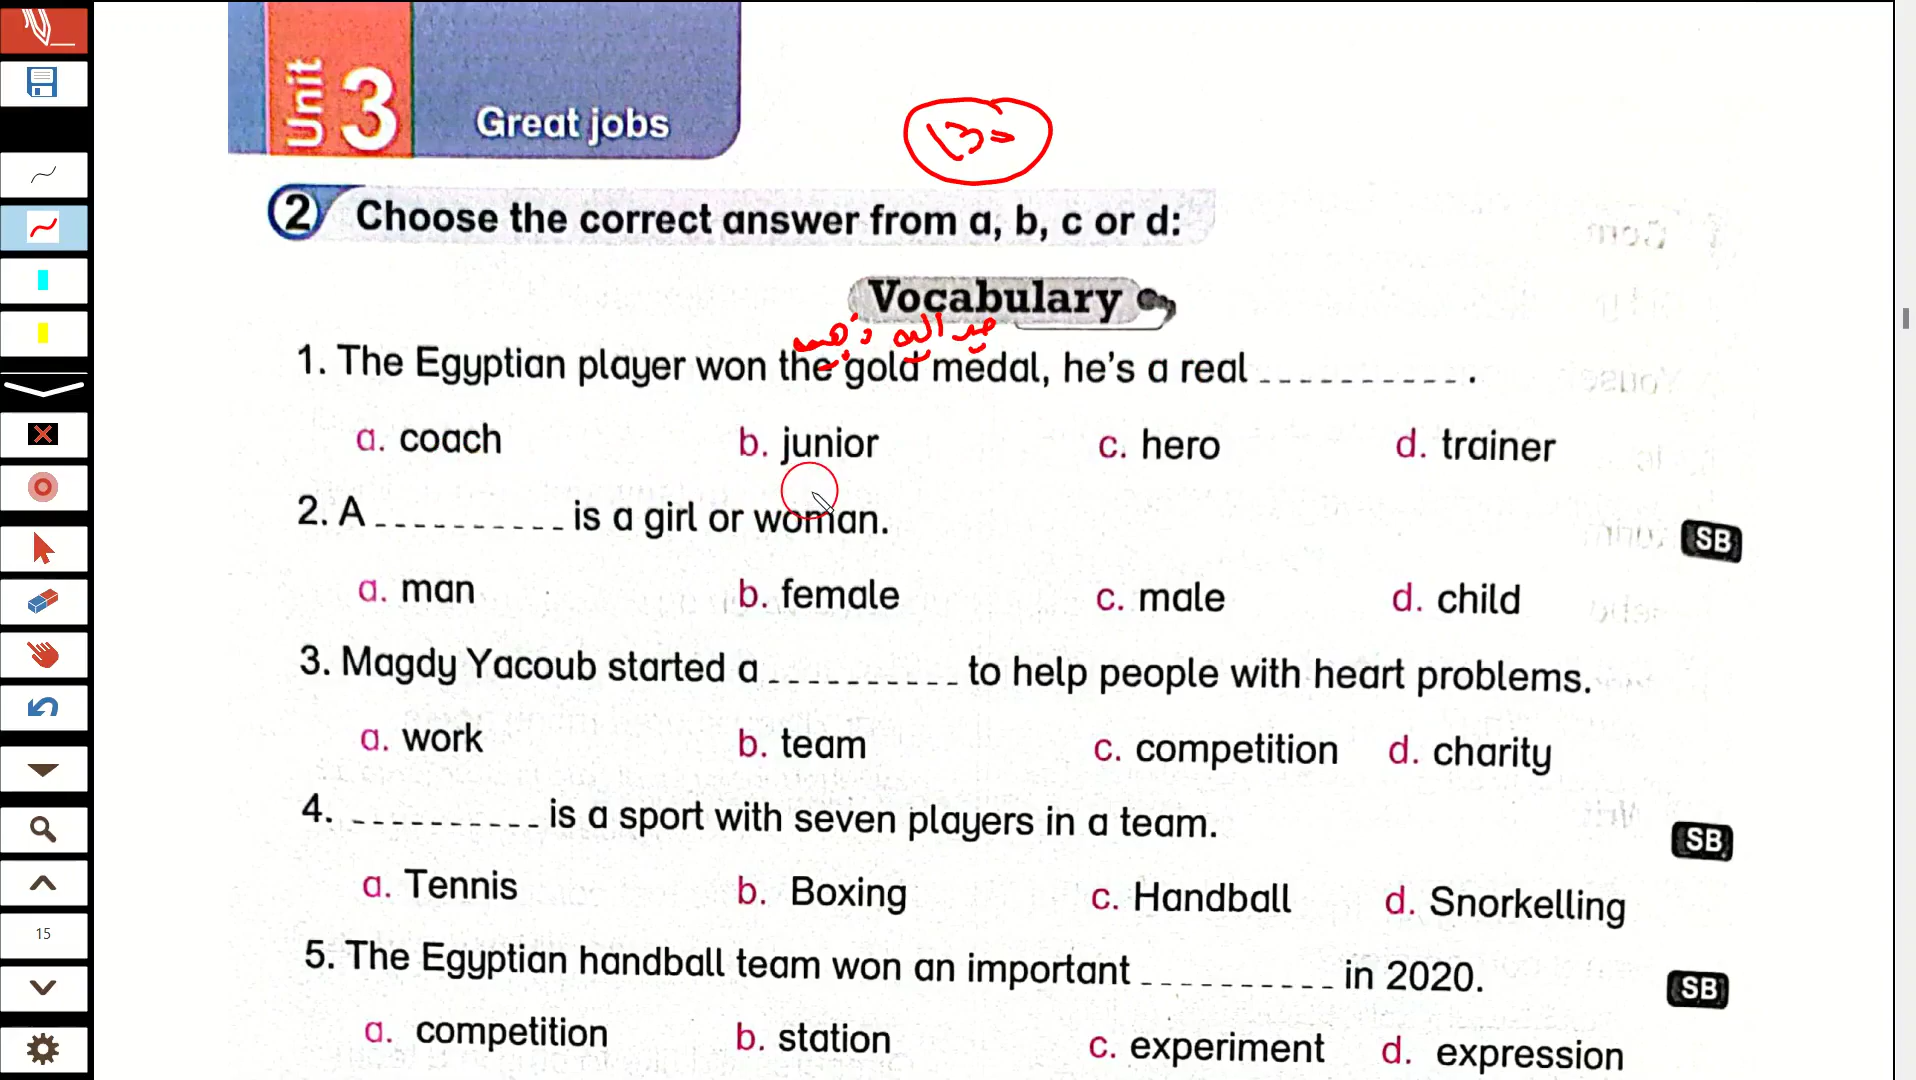 Unit 3
Great jobs
2 Choose the correct answer from a, b, c or d:
Vocabulary
1. The Egyptian player won the gold medal, he's a real __________ .
a. coach b. junior c. hero d. trainer
2. A __________ is a girl or woman.
SB
a. man b. female c. male d. child
3. Magdy Yacoub started a __________ to help people with heart problems.
a. work b. team c. competition d. charity
4. __________ is a sport with seven players in a team.
SB
a. Tennis b. Boxing c. Handball d. Snorkelling
5. The Egyptian handball team won an important __________ in 2020.
SB
a. competition b. station c. experiment d. expression
15